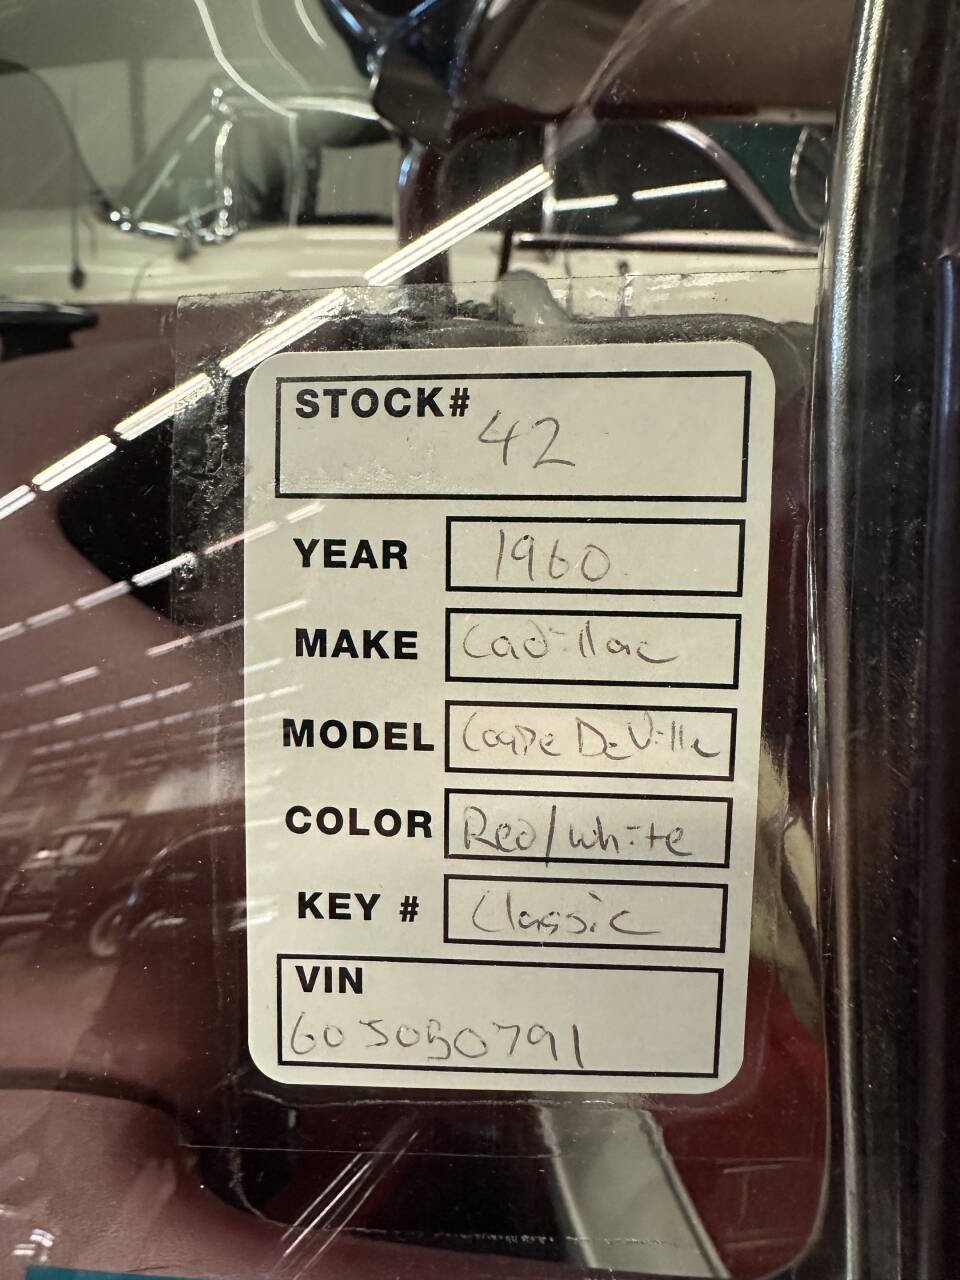 STOCK# 42
YEAR 1960
MAKE Cadillac
MODEL Coupe DeVille
COLOR Red/white
KEY # Classic
VIN
60J080791